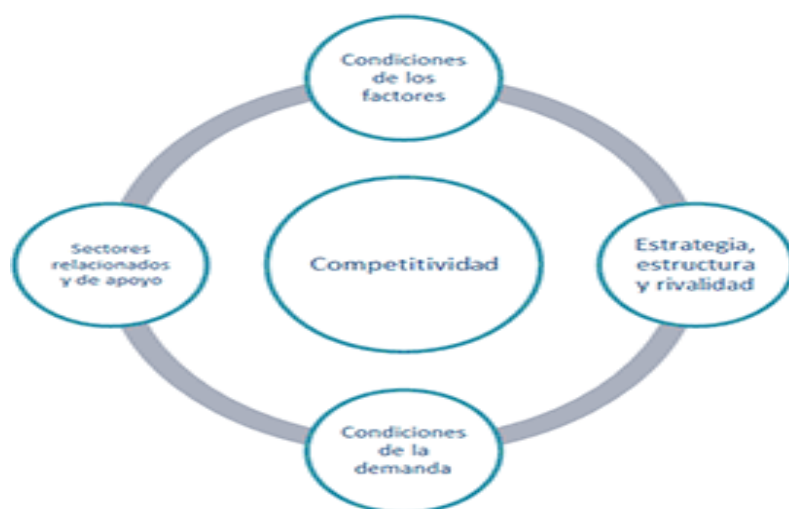 Condiciones
de los
factores
Sectores
relacionados
y de apoyo
Competitividad
Estrategia,
estructura
y rivalidad
Condiciones
de la
demanda